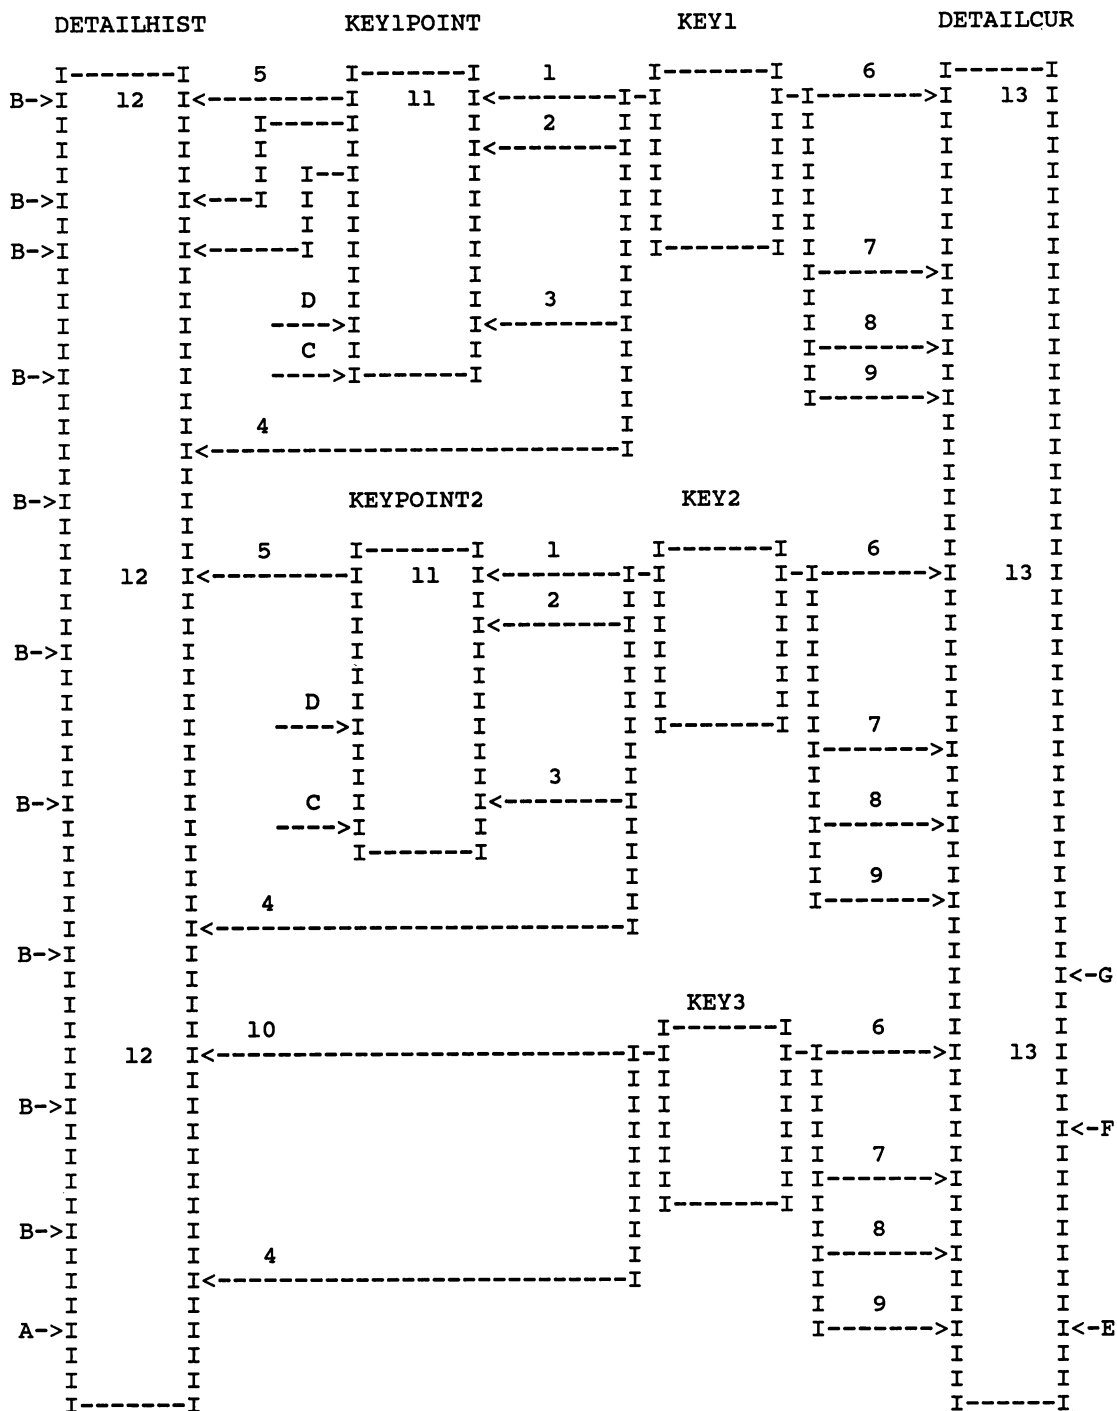 DETAILHIST KEY1POINT KEY1 DETAILCUR
5 1 6
B-> 12 11 13
2
B->
B-> 7
D 3
8
C
B-> 9
4
B-> KEYPOINT2 KEY2
5 1 6
12 11 13
2
B->
D
7
3
B-> C 8
9
4
B->
<-G
KEY3
10 6
12 13
B->
<-F
7
B-> 8
4
9
A-> <-E